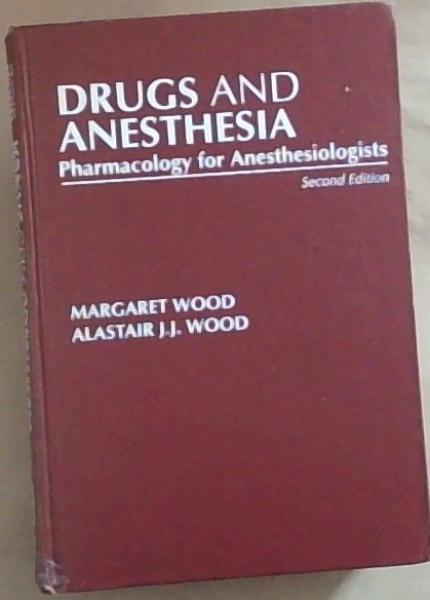 DRUGS AND
ANESTHESIA
Pharmacology for Anesthesiologists
Second Edition
MARGARET WOOD
ALASTAIR J.J. WOOD